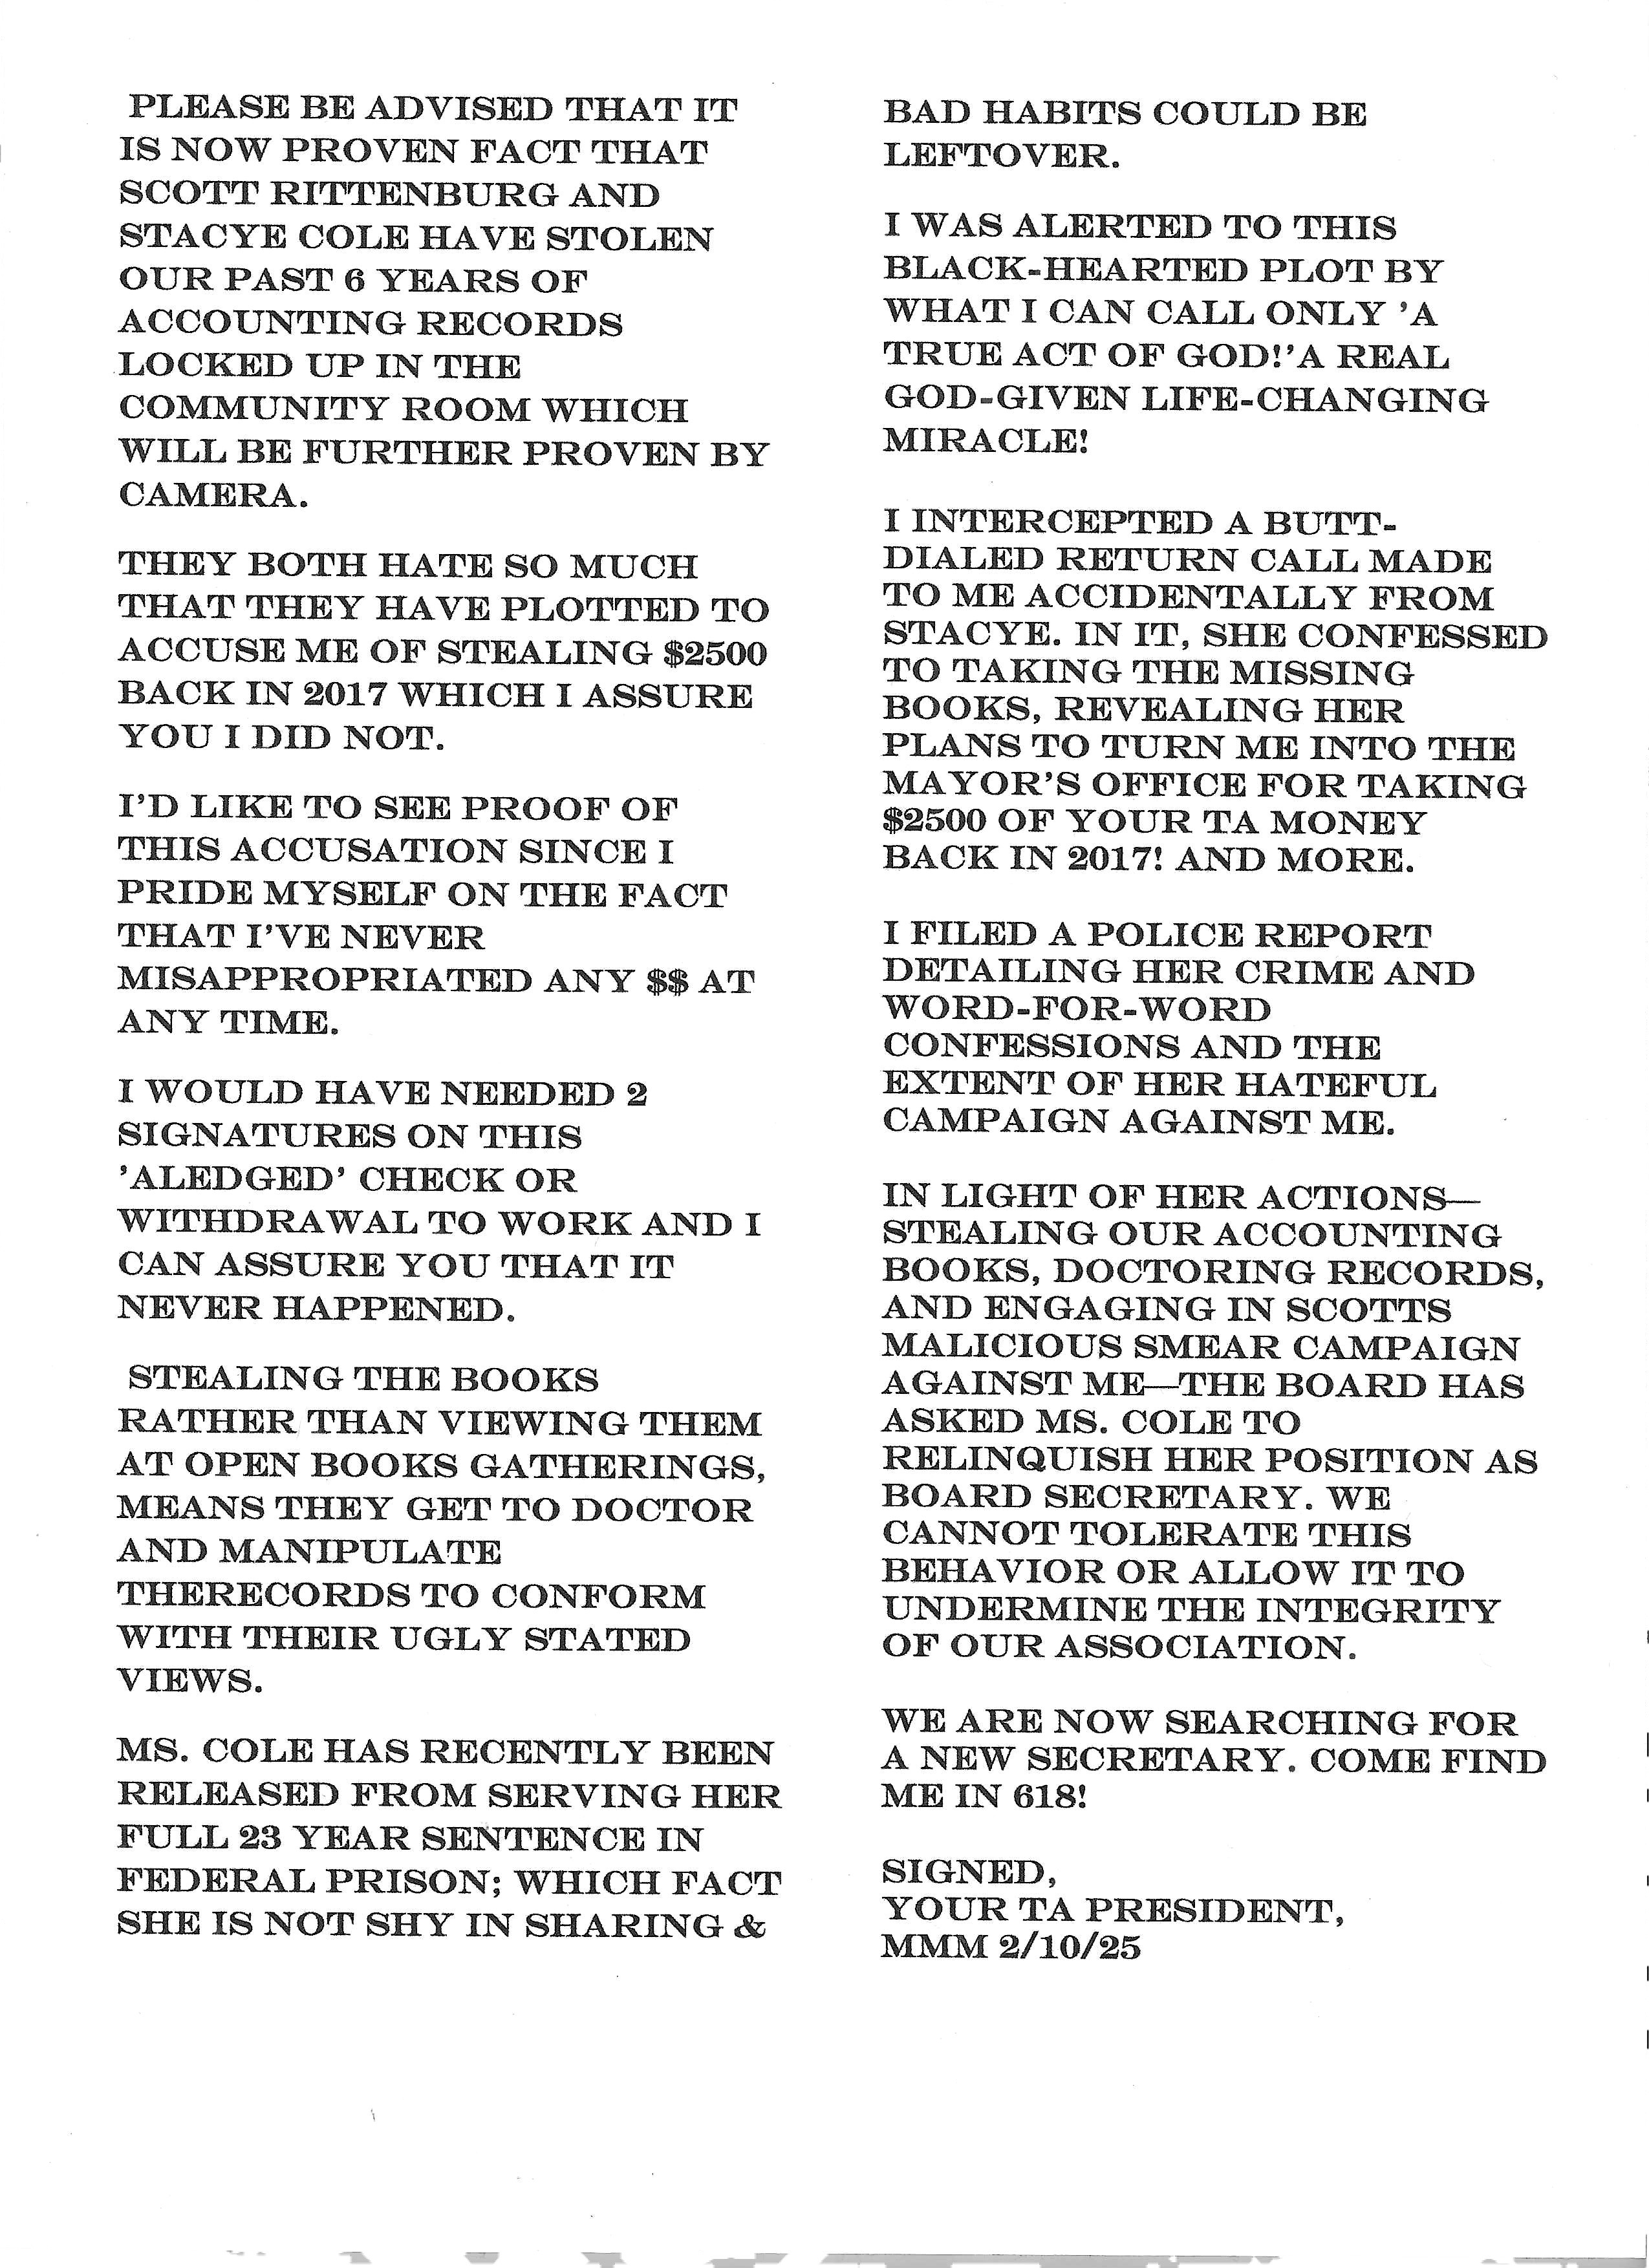 PLEASE BE ADVISED THAT IT
IS NOW PROVEN FACT THAT
SCOTT RITTENBURG AND
STACYE COLE HAVE STOLEN
OUR PAST 6 YEARS OF
ACCOUNTING RECORDS
LOCKED UP IN THE
COMMUNITY ROOM WHICH
WILL BE FURTHER PROVEN BY
CAMERA.
THEY BOTH HATE SO MUCH
THAT THEY HAVE PLOTTED TO
ACCUSE ME OF STEALING $2500
BACK IN 2017 WHICH I ASSURE
YOU I DID NOT.
I'D LIKE TO SEE PROOF OF
THIS ACCUSATION SINCE I
PRIDE MYSELF ON THE FACT
THAT I'VE NEVER
MISAPPROPRIATED ANY $$ AT
ANY TIME.
I WOULD HAVE NEEDED 2
SIGNATURES ON THIS
'ALEDGED' CHECK OR
WITHDRAWAL TO WORK AND I
CAN ASSURE YOU THAT IT
NEVER HAPPENED.
STEALING THE BOOKS
RATHER THAN VIEWING THEM
AT OPEN BOOKS GATHERINGS,
MEANS THEY GET TO DOCTOR
AND MANIPULATE
THERECORDS TO CONFORM
WITH THEIR UGLY STATED
VIEWS.
MS. COLE HAS RECENTLY BEEN
RELEASED FROM SERVING HER
FULL 23 YEAR SENTENCE IN
FEDERAL PRISON; WHICH FACT
SHE IS NOT SHY IN SHARING &
BAD HABITS COULD BE
LEFTOVER.
I WAS ALERTED TO THIS
BLACK-HEARTED PLOT BY
WHAT I CAN CALL ONLY 'A
TRUE ACT OF GOD!'A REAL
GOD-GIVEN LIFE-CHANGING
MIRACLE!
I INTERCEPTED A BUTT-
DIALED RETURN CALL MADE
TO ME ACCIDENTALLY FROM
STACYE. IN IT, SHE CONFESSED
TO TAKING THE MISSING
BOOKS, REVEALING HER
PLANS TO TURN ME INTO THE
MAYOR'S OFFICE FOR TAKING
$2500 OF YOUR TA MONEY
BACK IN 2017! AND MORE.
I FILED A POLICE REPORT
DETAILING HER CRIME AND
WORD-FOR-WORD
CONFESSIONS AND THE
EXTENT OF HER HATEFUL
CAMPAIGN AGAINST ME.
IN LIGHT OF HER ACTIONS—
STEALING OUR ACCOUNTING
BOOKS, DOCTORING RECORDS,
AND ENGAGING IN SCOTTS
MALICIOUS SMEAR CAMPAIGN
AGAINST ME—THE BOARD HAS
ASKED MS. COLE TO
RELINQUISH HER POSITION AS
BOARD SECRETARY. WE
CANNOT TOLERATE THIS
BEHAVIOR OR ALLOW IT TO
UNDERMINE THE INTEGRITY
OF OUR ASSOCIATION.
WE ARE NOW SEARCHING FOR
A NEW SECRETARY. COME FIND
ME IN 618!
SIGNED,
YOUR TA PRESIDENT,
MMM 2/10/25